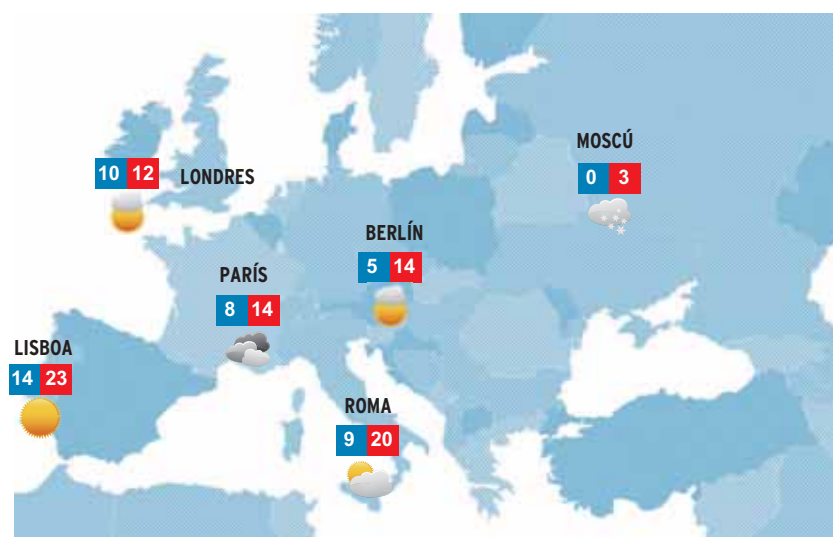 MOSCÚ
0 3
10 12
LONDRES
BERLÍN
5 14
PARÍS
8 14
LISBOA
14 23
ROMA
9 20